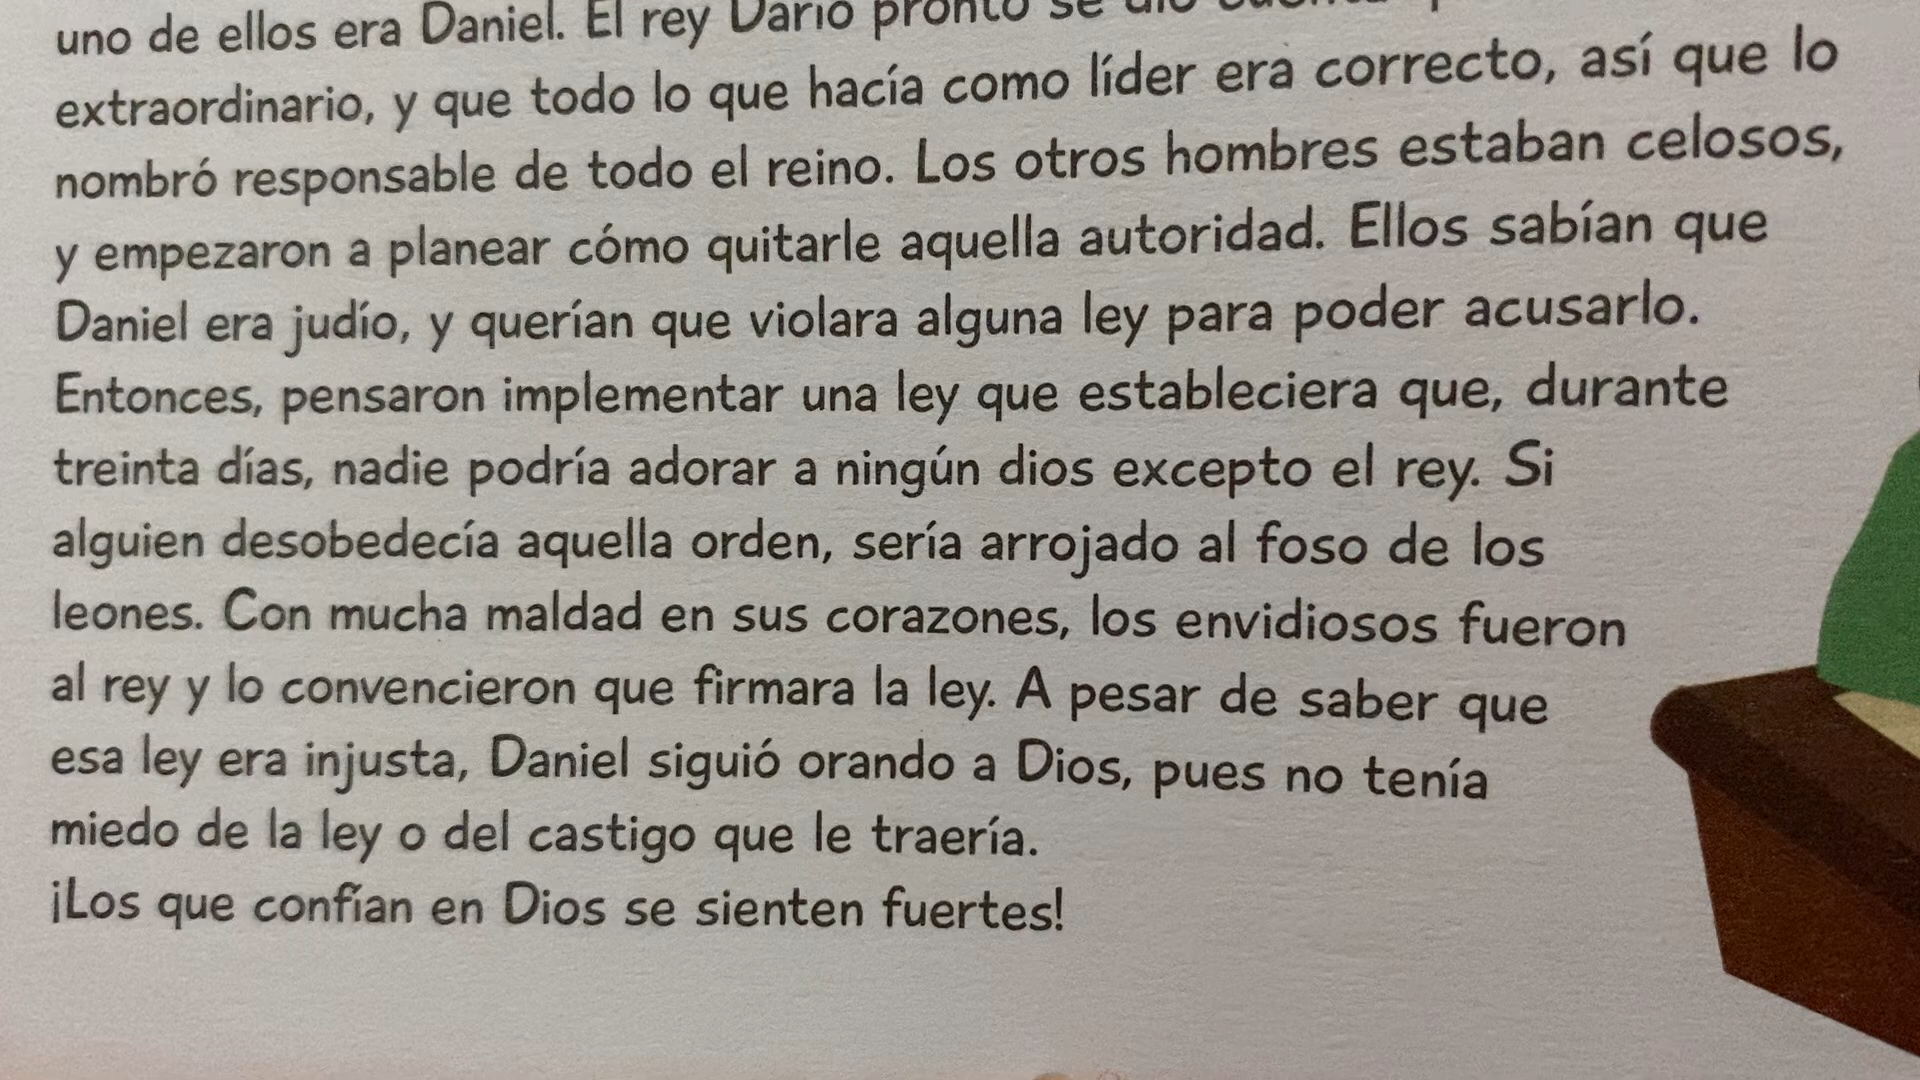 uno de ellos era Daniel. El rey Darío pronto se dio
extraordinario, y que todo lo que hacía como líder era correcto, así que lo
nombró responsable de todo el reino. Los otros hombres estaban celosos,
y empezaron a planear cómo quitarle aquella autoridad. Ellos sabían que
Daniel era judío, y querían que violara alguna ley para poder acusarlo.
Entonces, pensaron implementar una ley que estableciera que, durante
treinta días, nadie podría adorar a ningún dios excepto el rey. Si
alguien desobedecía aquella orden, sería arrojado al foso de los
leones. Con mucha maldad en sus corazones, los envidiosos fueron
al rey y lo convencieron que firmara la ley. A pesar de saber que
esa ley era injusta, Daniel siguió orando a Dios, pues no tenía
miedo de la ley o del castigo que le traería.
¡Los que confían en Dios se sienten fuertes!